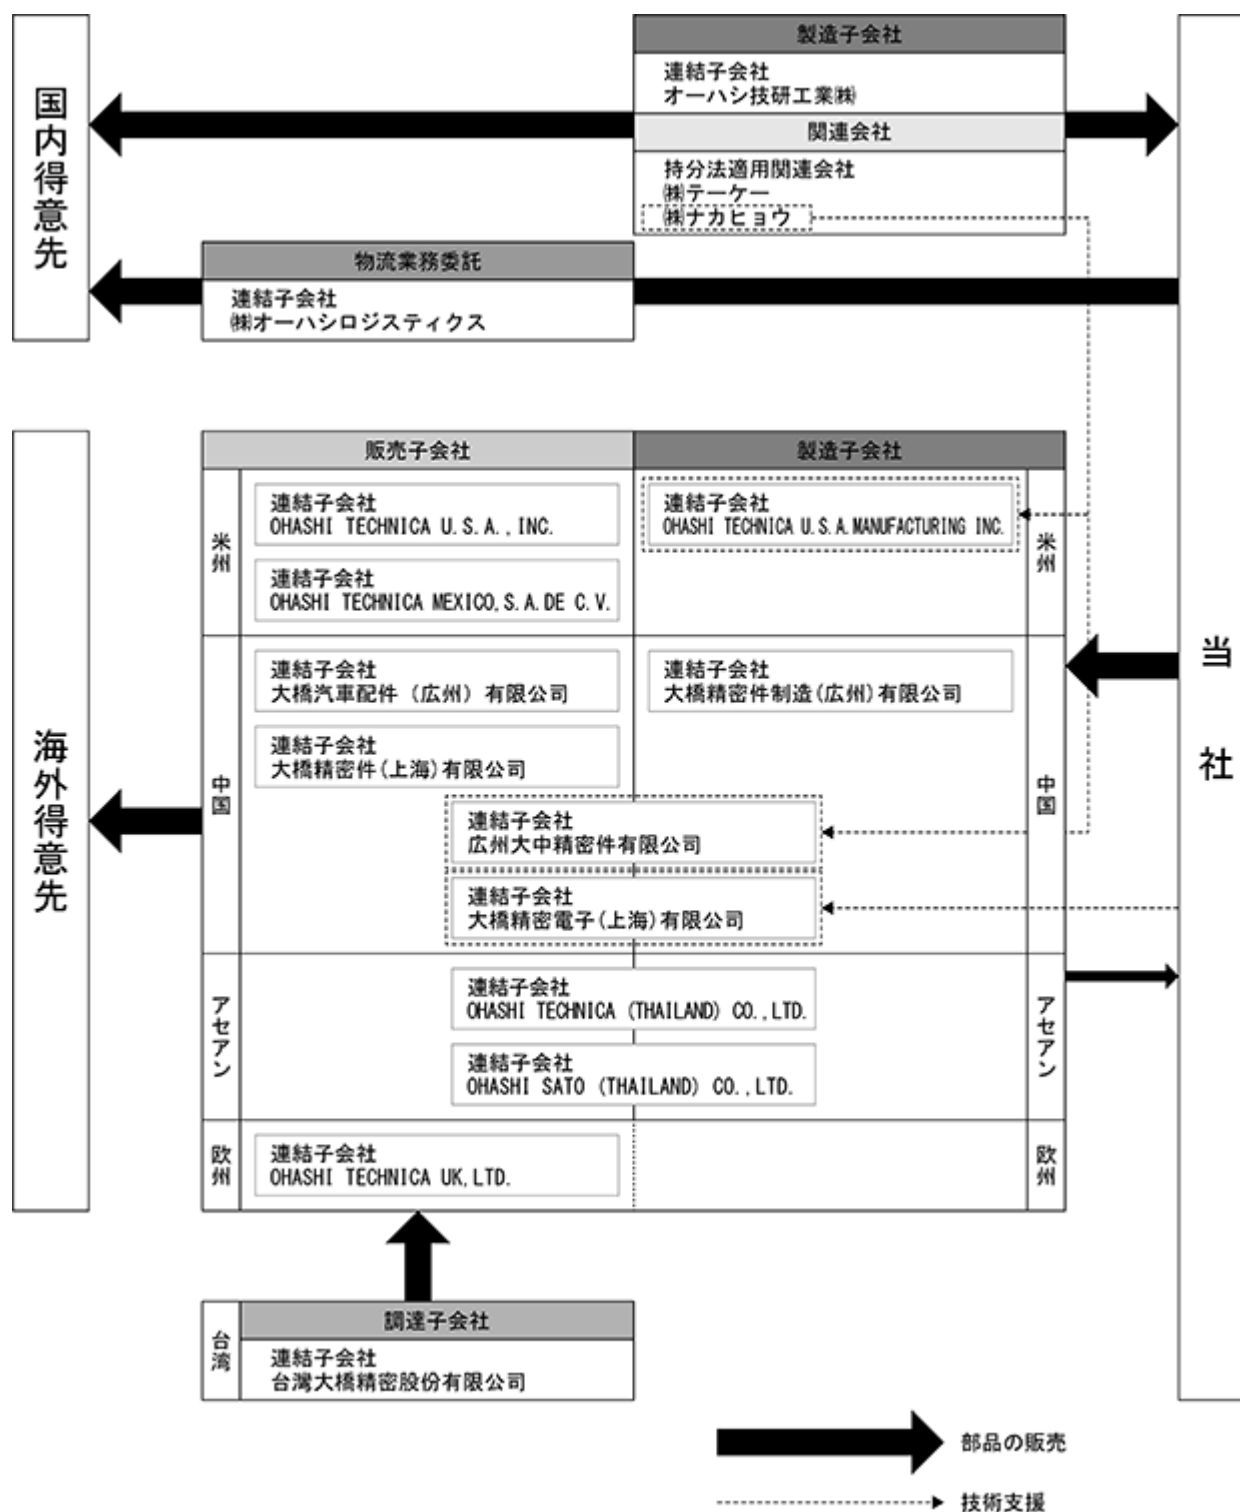 国内得意先
製造子会社
連結子会社
オーハシ技研工業㈱
関連会社
持分法適用関連会社
㈱テーケー
㈱ナカヒョウ
物流業務委託
連結子会社
㈱オーハシロジスティクス
当社
海外得意先
販売子会社
製造子会社
米州
連結子会社
OHASHI TECHNICA U.S.A., INC.
連結子会社
OHASHI TECHNICA MEXICO,S.A.DE C.V.
連結子会社
OHASHI TECHNICA U.S.A.MANUFACTURING INC.
米州
中国
連結子会社
大橋汽車配件（広州）有限公司
連結子会社
大橋精密件(上海)有限公司
連結子会社
大橋精密件制造(広州)有限公司
連結子会社
広州大中精密件有限公司
連結子会社
大橋精密電子(上海)有限公司
中国
アセアン
連結子会社
OHASHI TECHNICA (THAILAND) CO.,LTD.
連結子会社
OHASHI SATO (THAILAND) CO.,LTD.
アセアン
欧州
連結子会社
OHASHI TECHNICA UK,LTD.
欧州
台湾
調達子会社
連結子会社
台灣大橋精密股份有限公司
部品の販売
技術支援